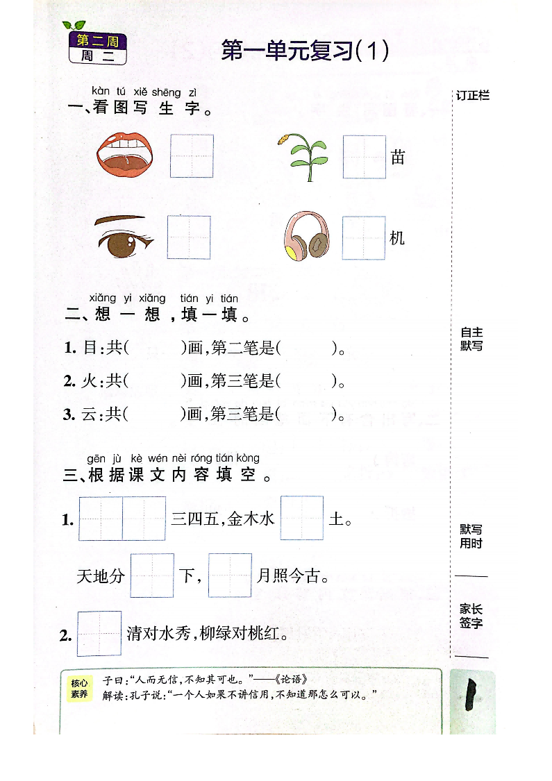 第二周
周二
第一单元复习(1)
订正栏
kàn tú xiě shēng zì
一、看图写生字。
苗
机
xiǎng yi xiǎng tián yi tián
二、想一想,填一填。
1. 目:共( )画,第二笔是( )。
2. 火:共( )画,第三笔是( )。
3. 云:共( )画,第三笔是( )。
自主
默写
gēn jù kè wén nèi róng tián kòng
三、根据课文内容填空。
1. 三四五,金木水 土。
天地分 下, 月照今古。
2. 清对水秀,柳绿对桃红。
默写
用时
家长
签字
核心
素养
子曰:“人而无信,不知其可也。”——《论语》
解读:孔子说:“一个人如果不讲信用,不知道那怎么可以。”
1